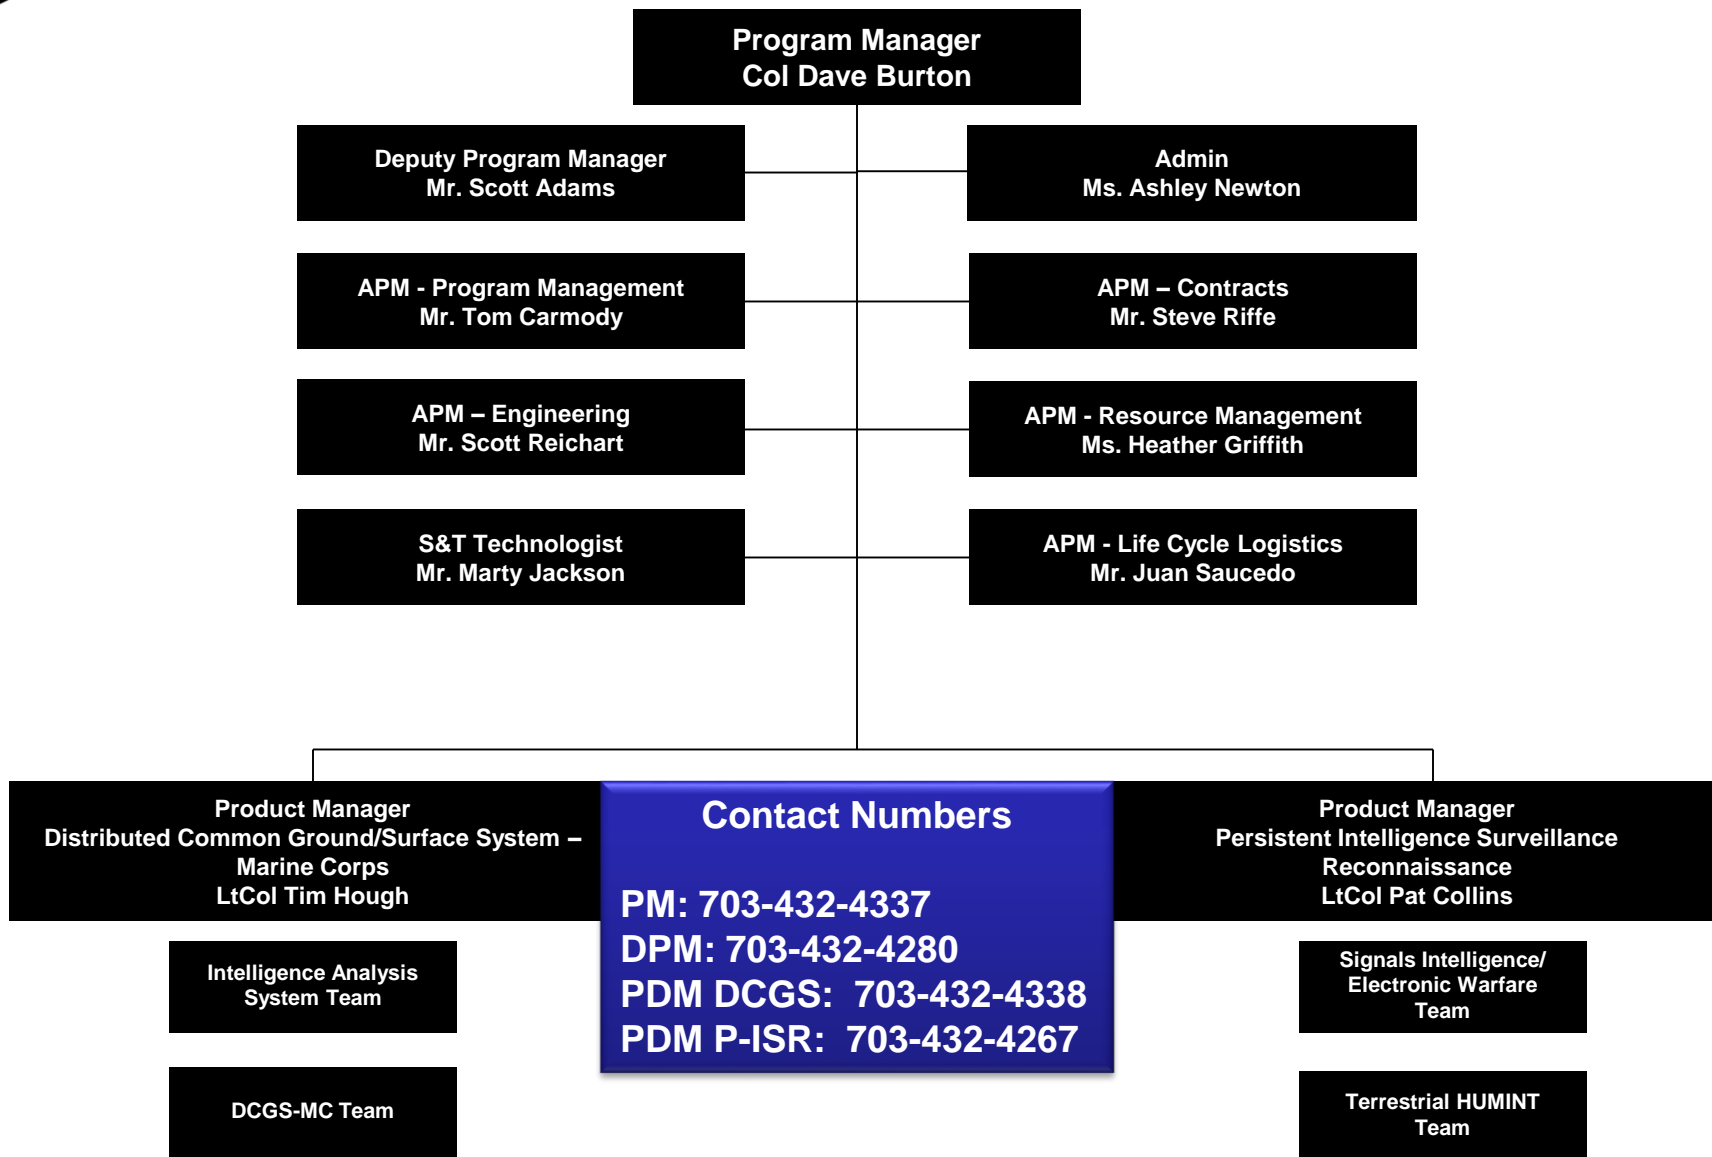 Program Manager
Col Dave Burton
Deputy Program Manager
Mr. Scott Adams
Admin
Ms. Ashley Newton
APM - Program Management
Mr. Tom Carmody
APM – Contracts
Mr. Steve Riffe
APM – Engineering
Mr. Scott Reichart
APM - Resource Management
Ms. Heather Griffith
S&T Technologist
Mr. Marty Jackson
APM - Life Cycle Logistics
Mr. Juan Saucedo
Product Manager
Distributed Common Ground/Surface System –
Marine Corps
LtCol Tim Hough
Contact Numbers
PM: 703-432-4337
DPM: 703-432-4280
PDM DCGS:  703-432-4338
PDM P-ISR:  703-432-4267
Product Manager
Persistent Intelligence Surveillance
Reconnaissance
LtCol Pat Collins
Intelligence Analysis
System Team
Signals Intelligence/
Electronic Warfare
Team
DCGS-MC Team
Terrestrial HUMINT
Team